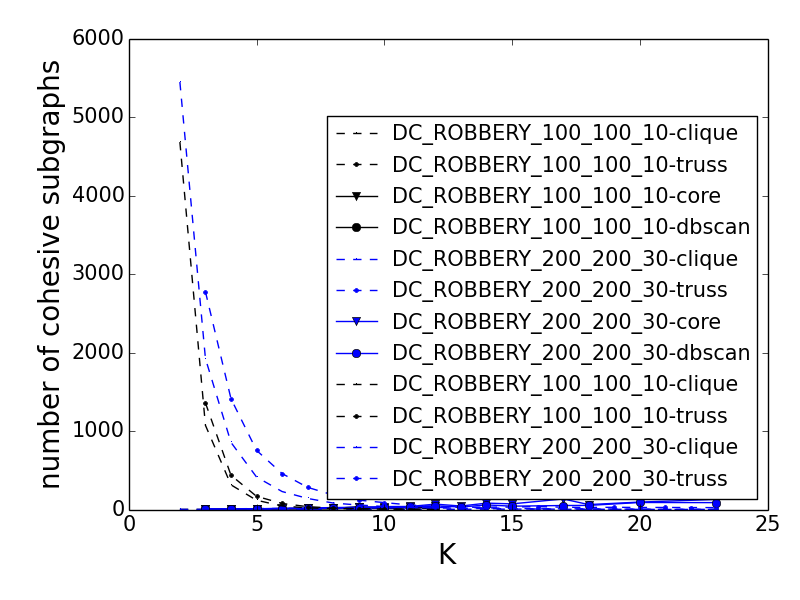 number of cohesive subgraphs
6000
5000
4000
3000
2000
1000
0
DC_ROBBERY_100_100_10-clique
DC_ROBBERY_100_100_10-truss
DC_ROBBERY_100_100_10-core
DC_ROBBERY_100_100_10-dbscan
DC_ROBBERY_200_200_30-clique
DC_ROBBERY_200_200_30-truss
DC_ROBBERY_200_200_30-core
DC_ROBBERY_200_200_30-dbscan
DC_ROBBERY_100_100_10-clique
DC_ROBBERY_100_100_10-truss
DC_ROBBERY_200_200_30-clique
DC_ROBBERY_200_200_30-truss
0 5 10 15 20 25
K